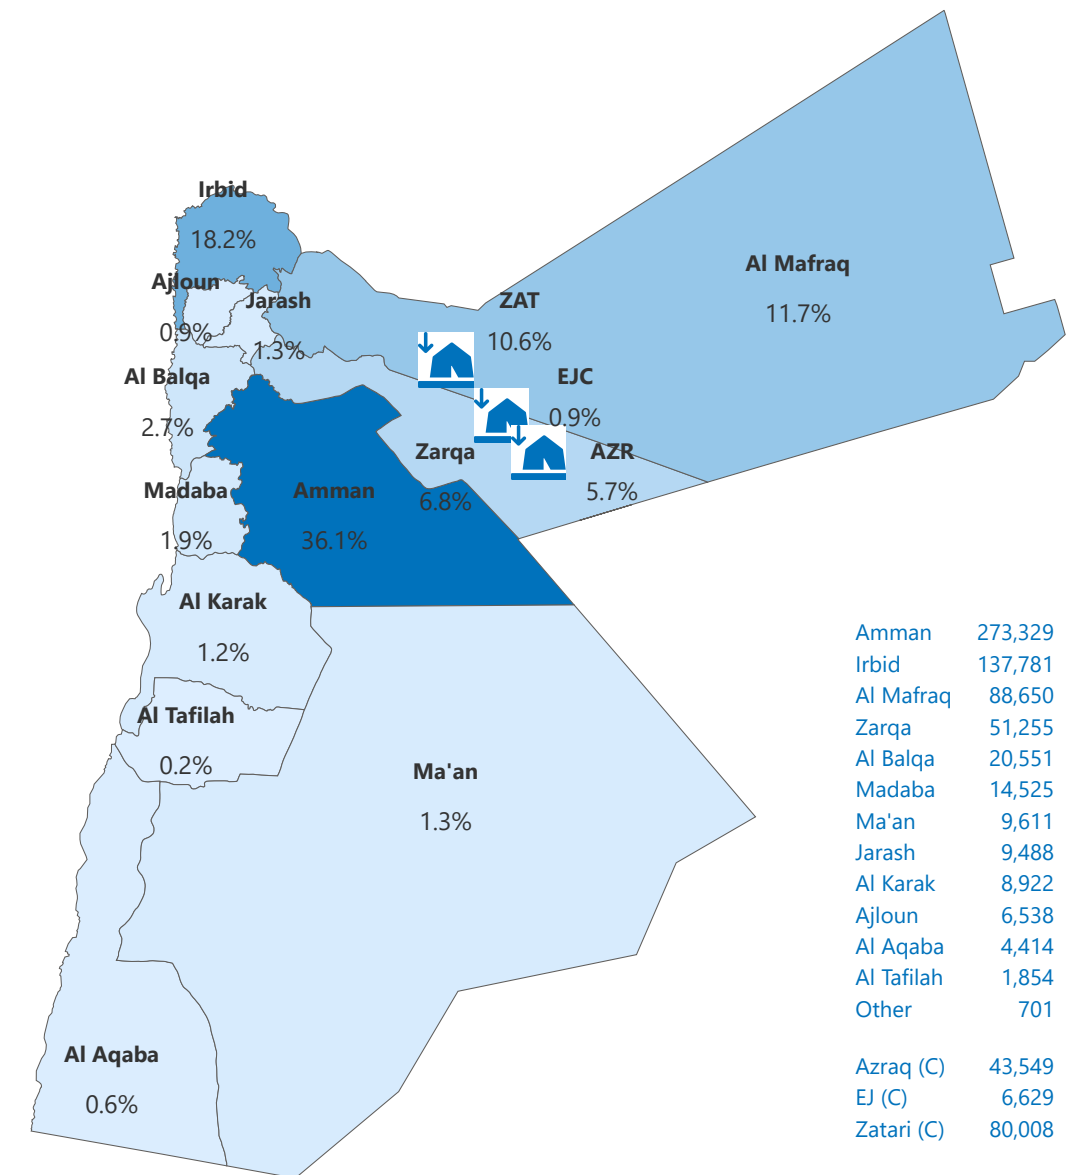 Irbid
18.2%
Ajloun
0.9%
Jarash
1.3%
ZAT
10.6%
Al Mafraq
11.7%
Al Balqa
2.7%
EJC
0.9%
Zarqa
6.8%
AZR
5.7%
Madaba
1.9%
Amman
36.1%
Al Karak
1.2%
Al Tafilah
0.2%
Ma'an
1.3%
Al Aqaba
0.6%
Amman 273,329
Irbid 137,781
Al Mafraq 88,650
Zarqa 51,255
Al Balqa 20,551
Madaba 14,525
Ma'an 9,611
Jarash 9,488
Al Karak 8,922
Ajloun 6,538
Al Aqaba 4,414
Al Tafilah 1,854
Other 701
Azraq (C) 43,549
EJ (C) 6,629
Zatari (C) 80,008